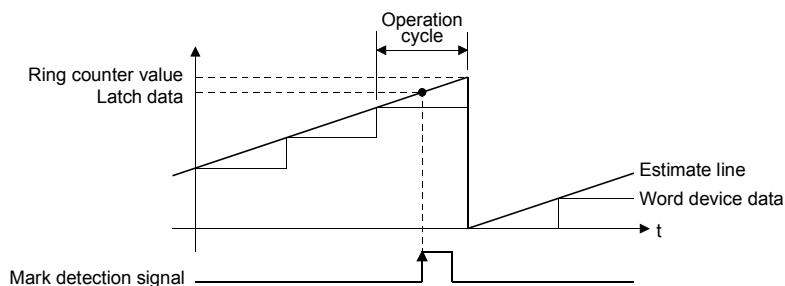 Operation
cycle
Ring counter value
Latch data
Estimate line
Word device data
t
Mark detection signal